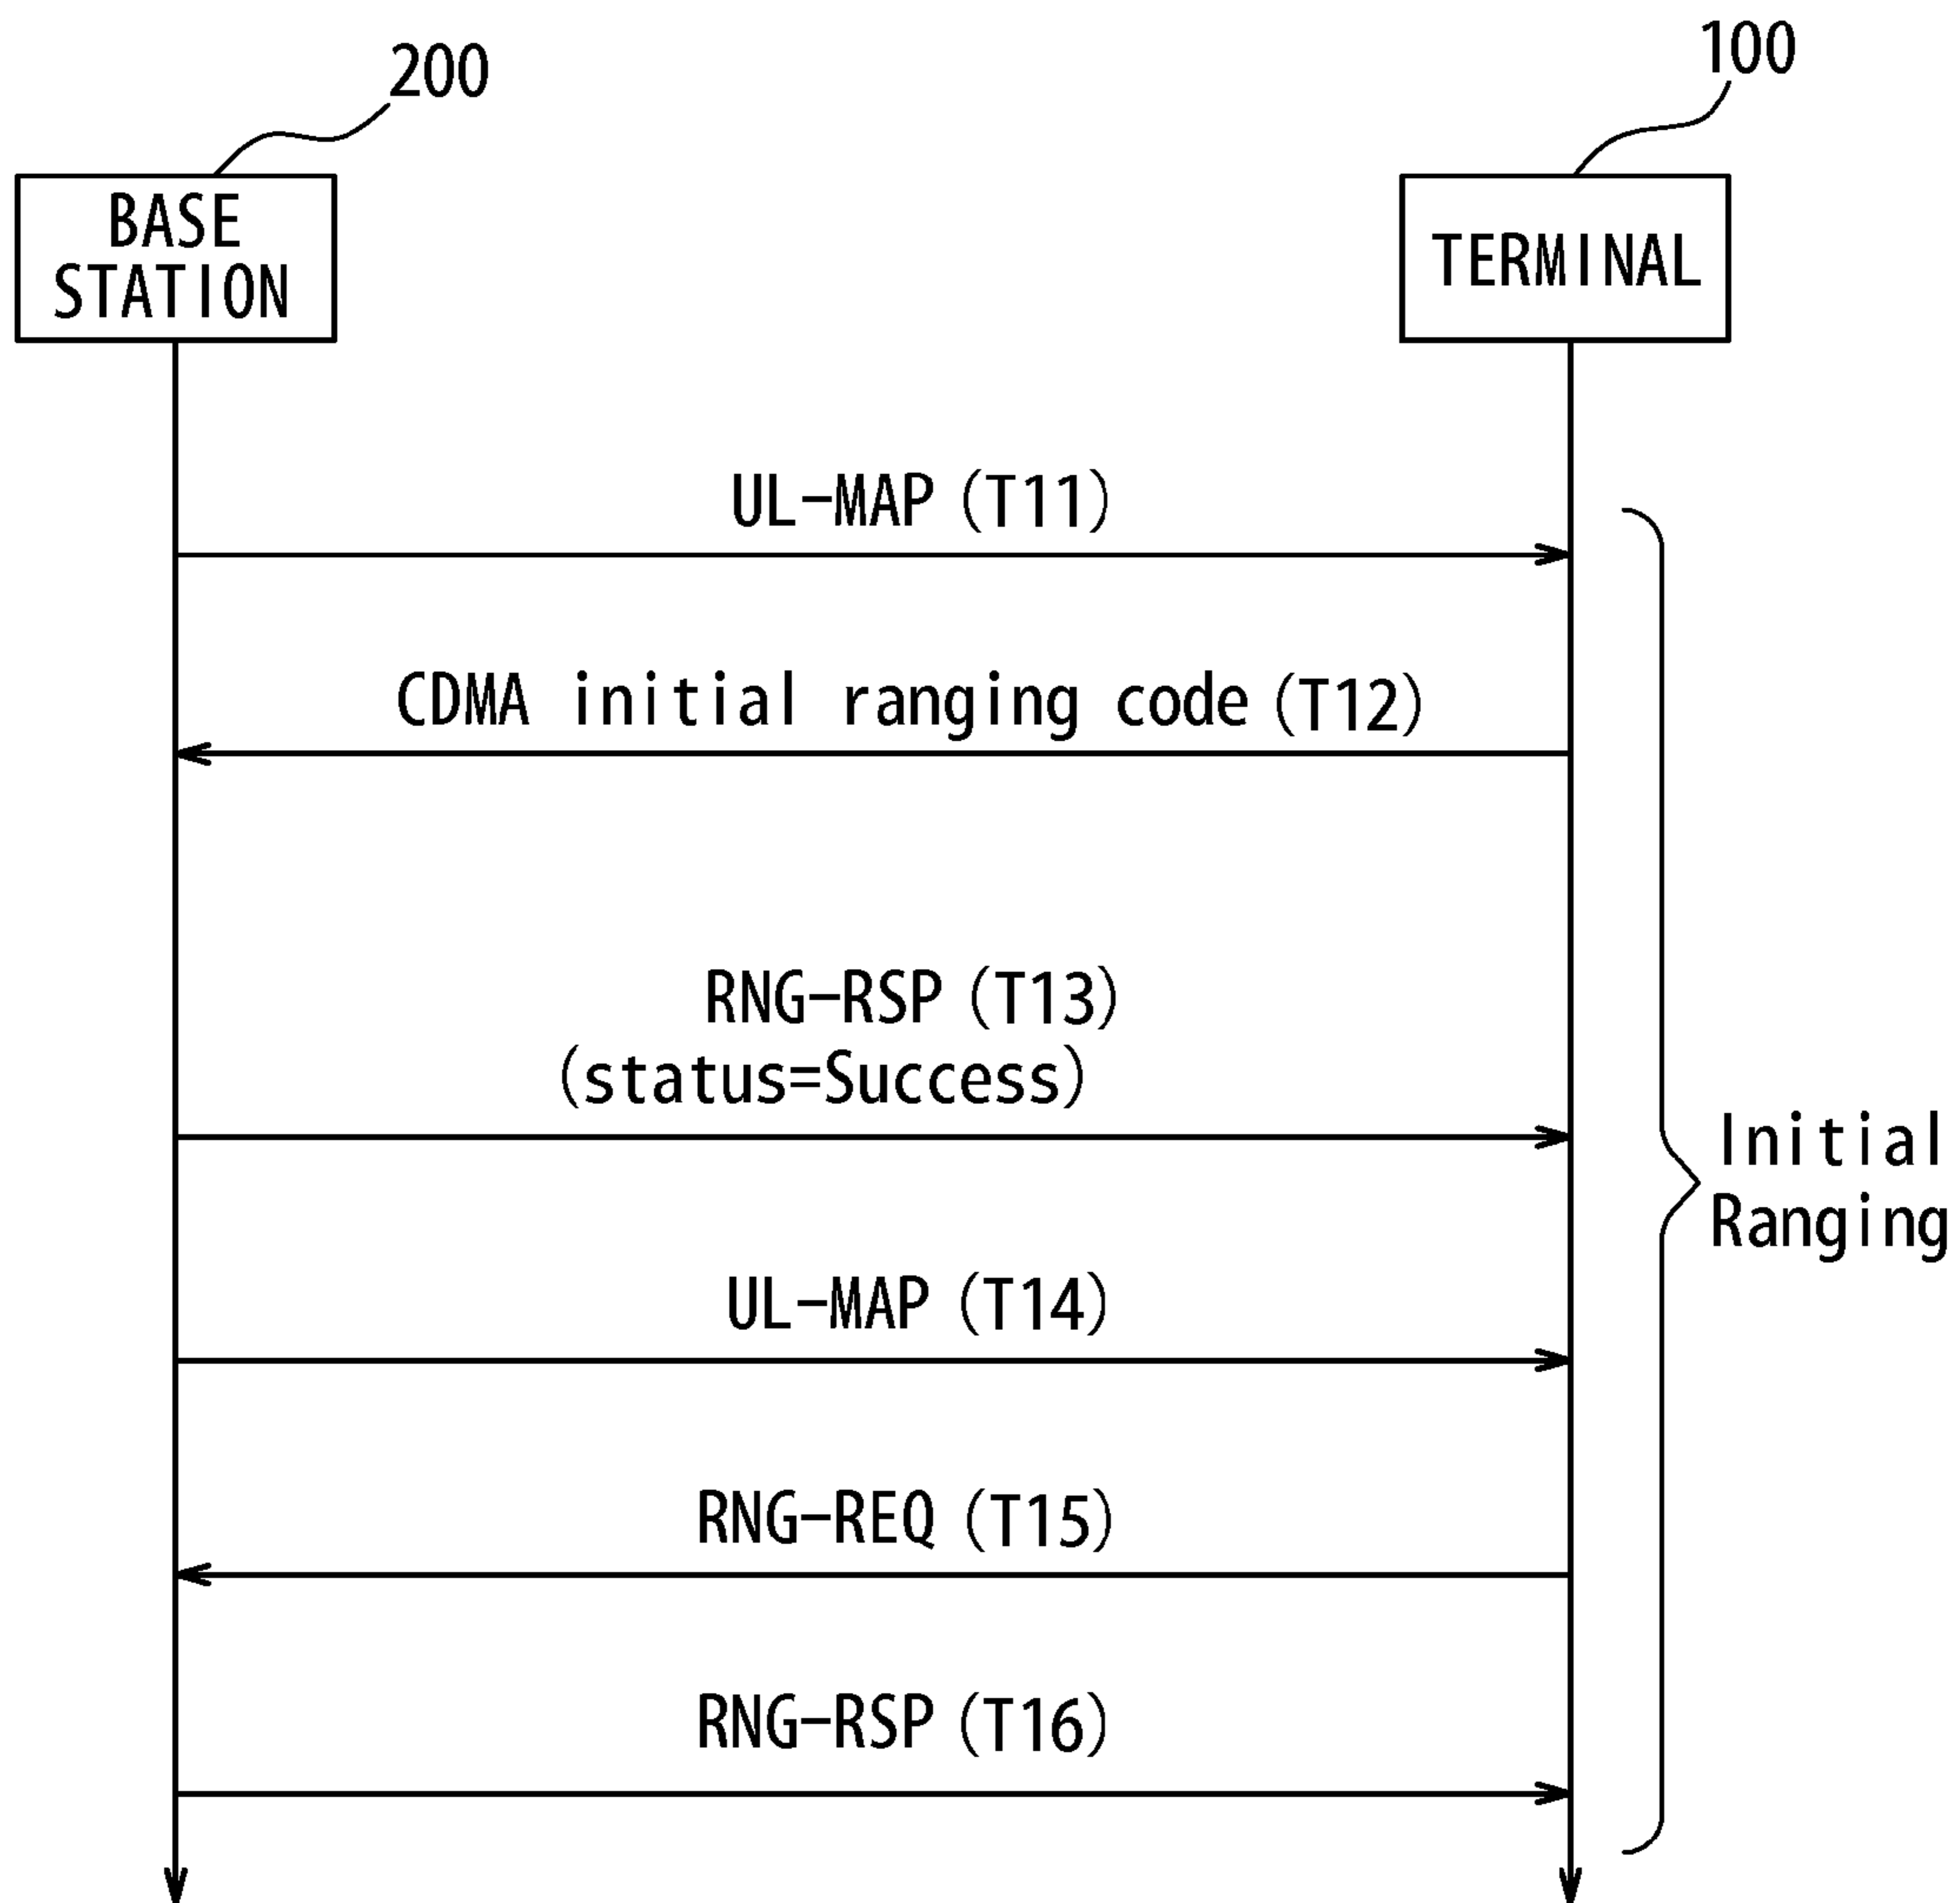 200
100
BASE
STATION
TERMINAL
UL-MAP (T11)
CDMA initial ranging code (T12)
RNG-RSP (T13)
(status=Success)
Initial
Ranging
UL-MAP (T14)
RNG-REQ (T15)
RNG-RSP (T16)